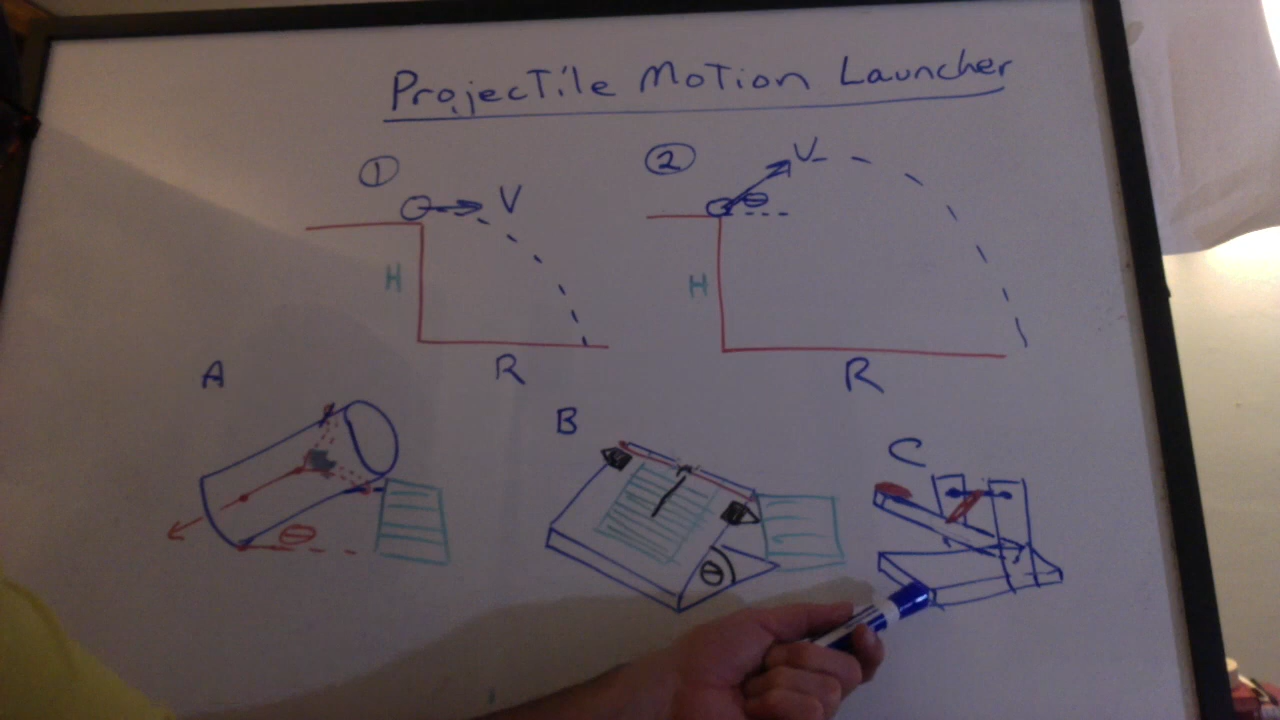 Projectile Motion Launcher
① ②
V V
θ
H H
R R
A B C
θ θ